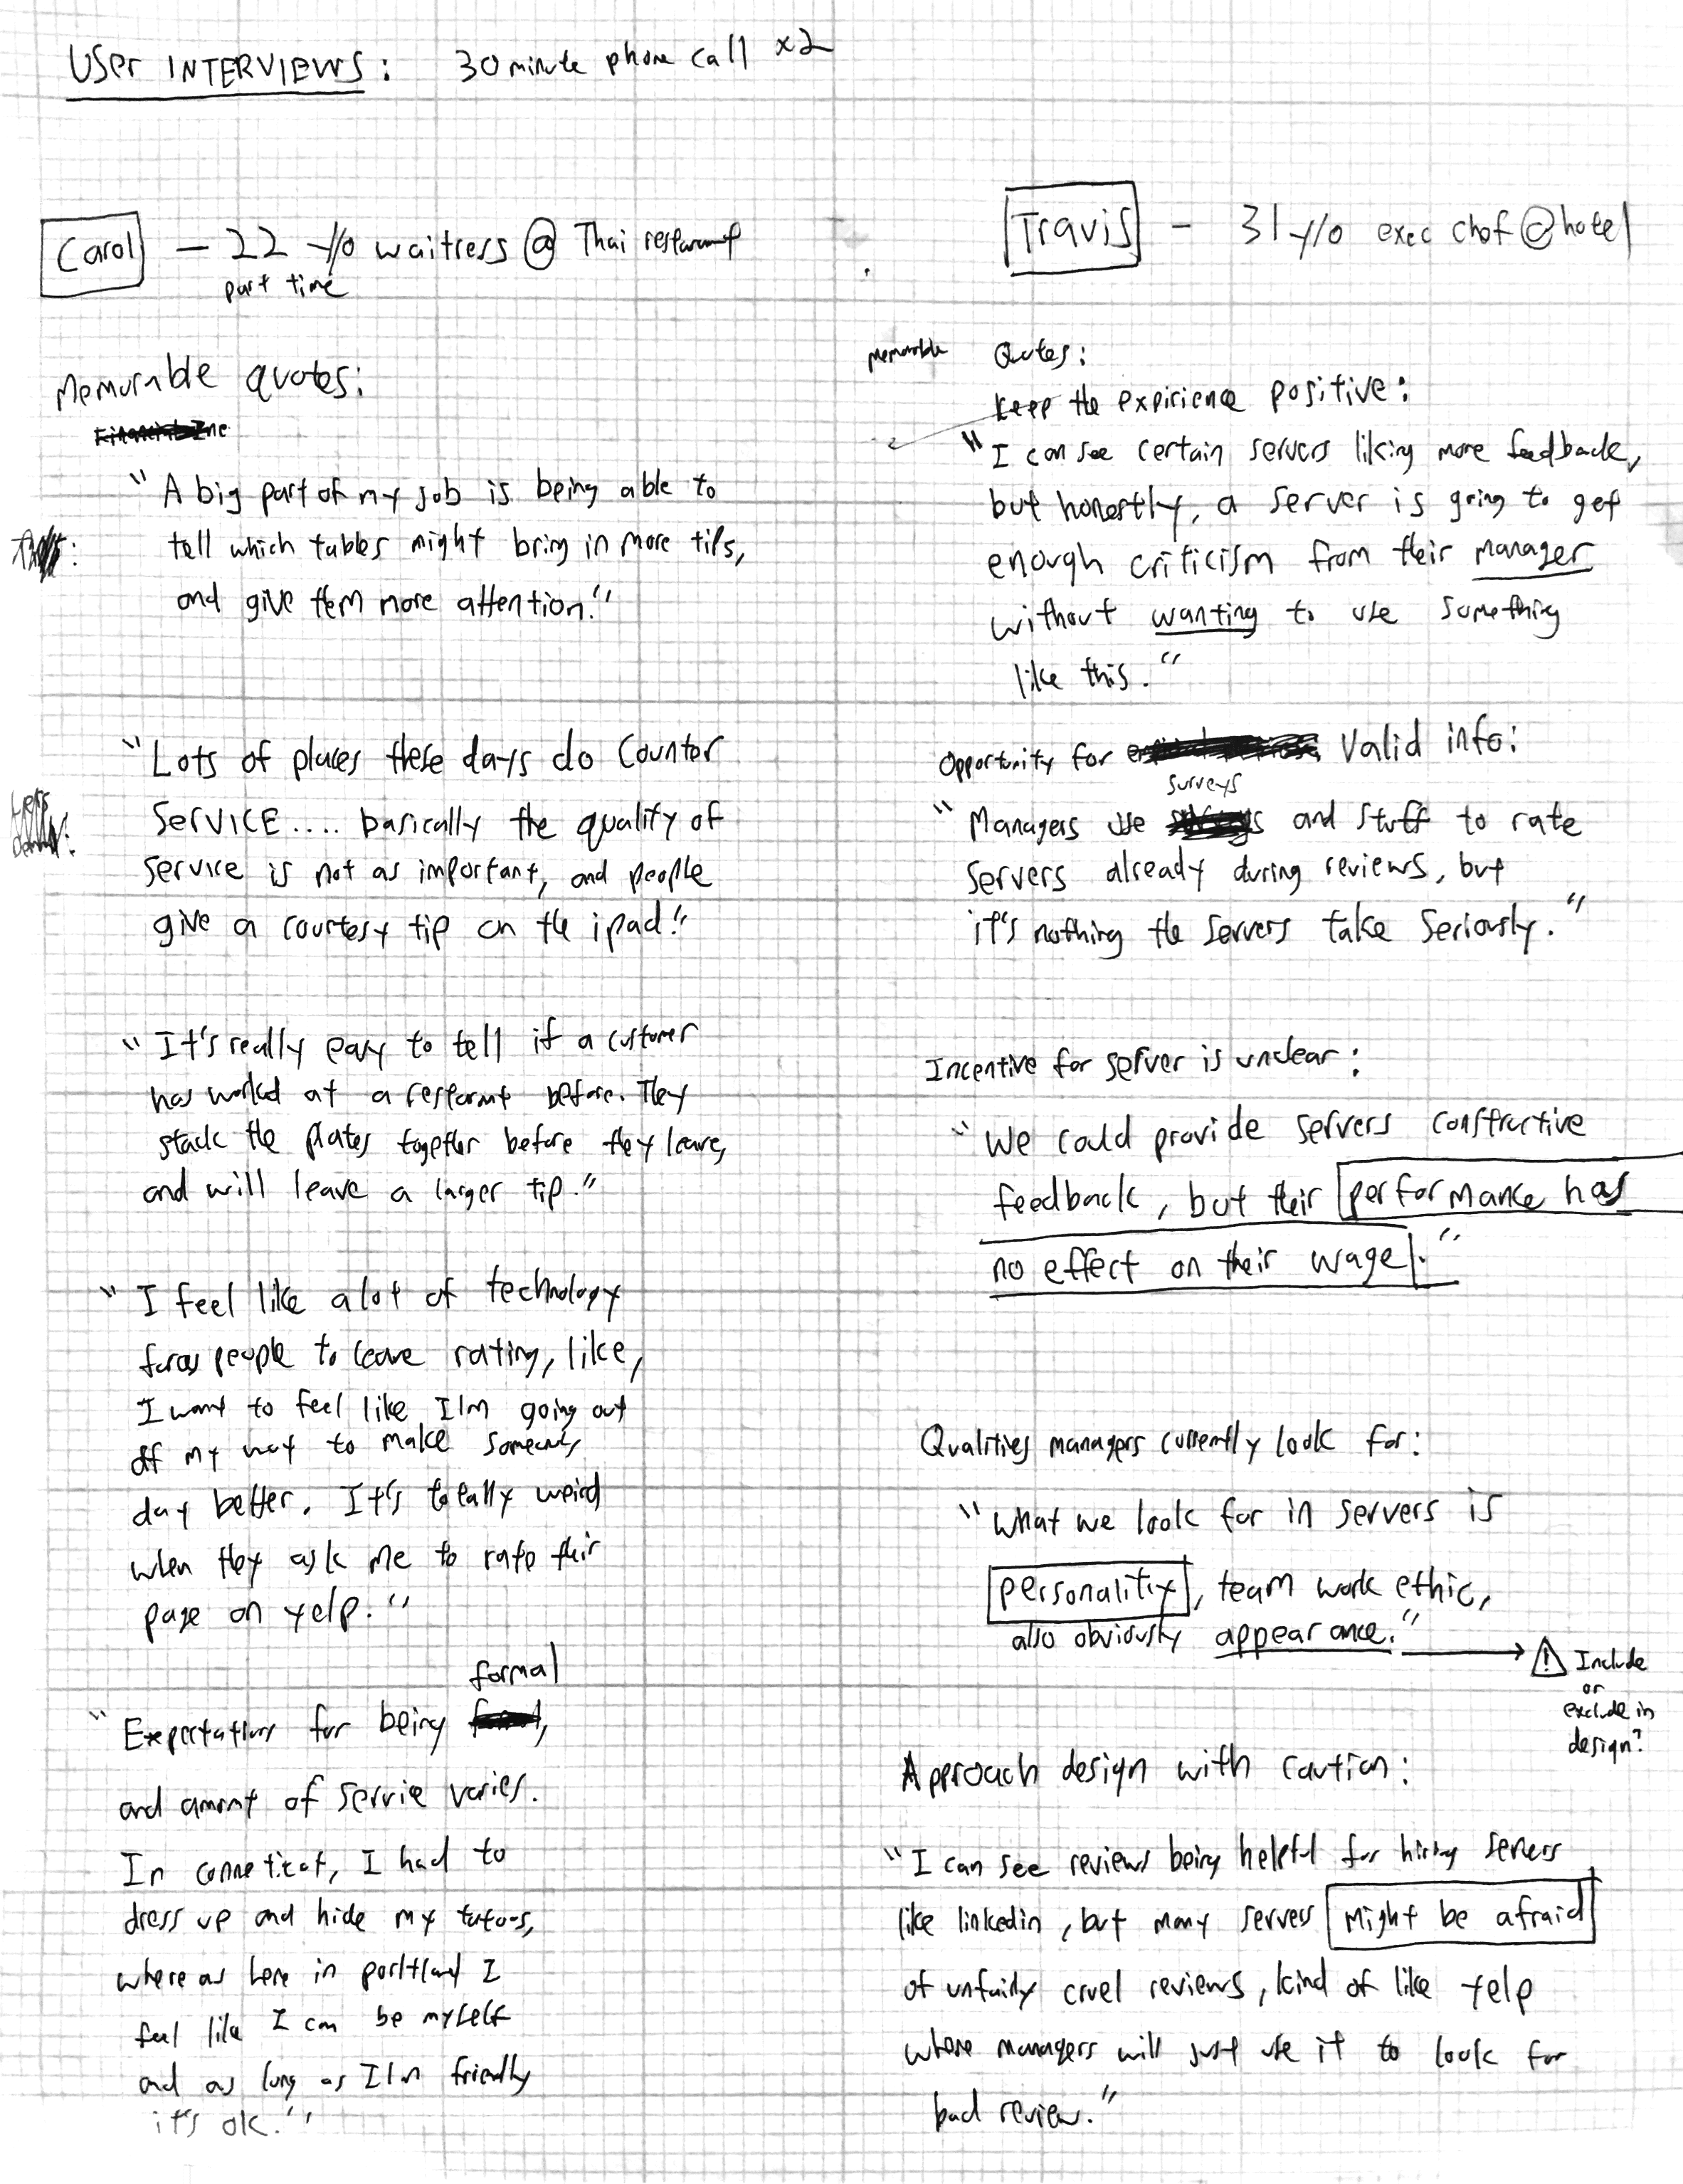 USER INTERVIEWS: 30 minute phone call x2
Carol — 22 y/o waitress @ Thai restaurant
part time
Memorable quotes:
"A big part of my job is being able to
tell which tables might bring in more tips,
and give them more attention."
"Lots of places these days do counter
SERVICE.... basically the quality of
service is not as important, and people
give a courtesy tip on the ipad."
"It's really easy to tell if a customer
has worked at a restarant before. They
stack the plates together before they leave,
and will leave a larger tip."
"I feel like alot of technology
forces people to leave rating, like,
I want to feel like I'm going out
of my way to make someones
day better. It's totally weird
when they ask me to rate their
page on yelp."
formal
"Expectations for being ,
and amount of service varies.
In conneticut, I had to
dress up and hide my tatoos,
where as here in portland I
feel like I can be myself
and as long as I'm friendly
it's ok."
Travis - 31 y/o exec chef @ hotel
memorable Quotes:
keep the expirience positive:
"I can see certain servers liking more feedback,
but honestly, a server is going to get
enough criticism from their manager
without wanting to use something
like this."
Opportunity for Valid info:
surveys
"Managers use and stuff to rate
servers already during reviews, but
it's nothing the servers take seriously."
Incentive for server is unclear:
"We could provide servers constructive
feedback, but their performance has
no effect on their wage."
Qualities managers currently look for:
"What we look for in servers is
personality, team work ethic,
also obviously appearance."
! Include
or
exclude in
design?
Approach design with caution:
"I can see reviews being helpful for hiring servers
like linkedin, but many servers might be afraid
of unfairly cruel reviews, kind of like yelp
where managers will just use it to look for
bad review."